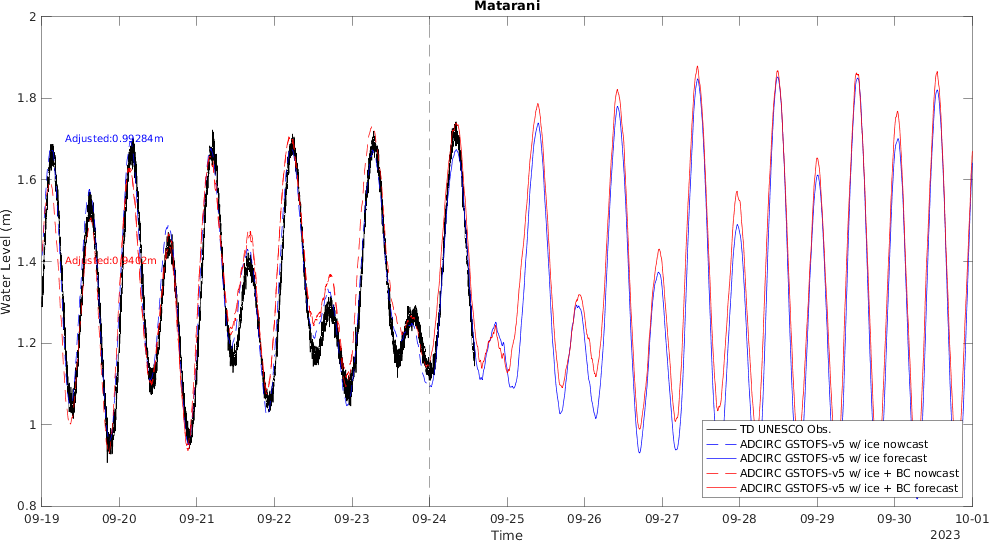 Matarani
2
1.8
1.6
1.4
1.2
1
0.8
Water Level (m)
Adjusted:0.99284m
Adjusted:0.9402m
TD UNESCO Obs.
ADCIRC GSTOFS-v5 w/ ice nowcast
ADCIRC GSTOFS-v5 w/ ice forecast
ADCIRC GSTOFS-v5 w/ ice + BC nowcast
ADCIRC GSTOFS-v5 w/ ice + BC forecast
09-19 09-20 09-21 09-22 09-23 09-24 09-25 09-26 09-27 09-28 09-29 09-30 10-01
Time
2023